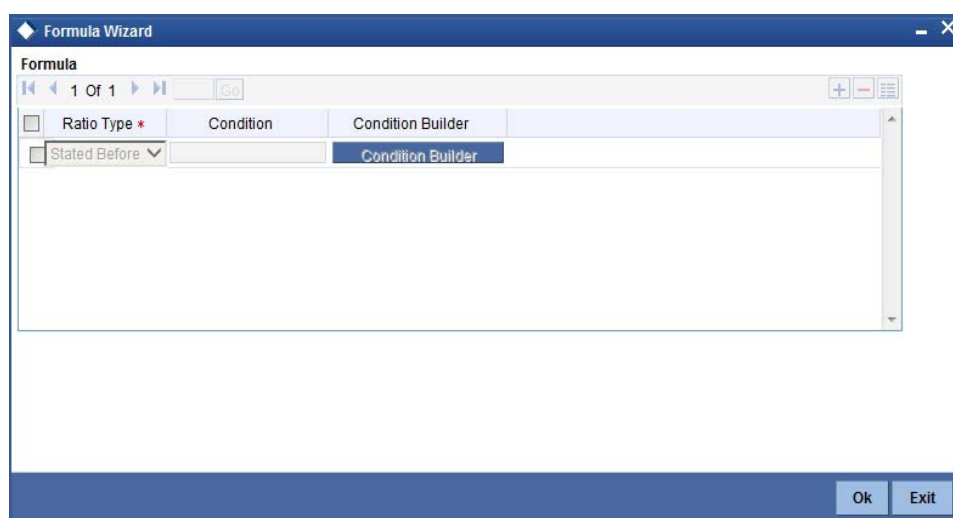 Formula Wizard
Formula
1 Of 1 Go
Ratio Type * Condition Condition Builder
Stated Before Condition Builder
Ok Exit